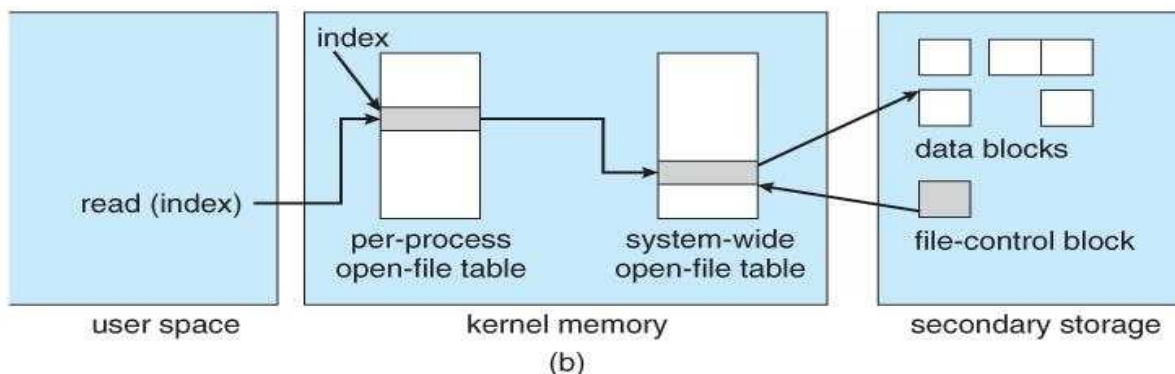 index
read (index)
data blocks
file-control block
per-process
open-file table
system-wide
open-file table
user space
kernel memory
secondary storage
(b)